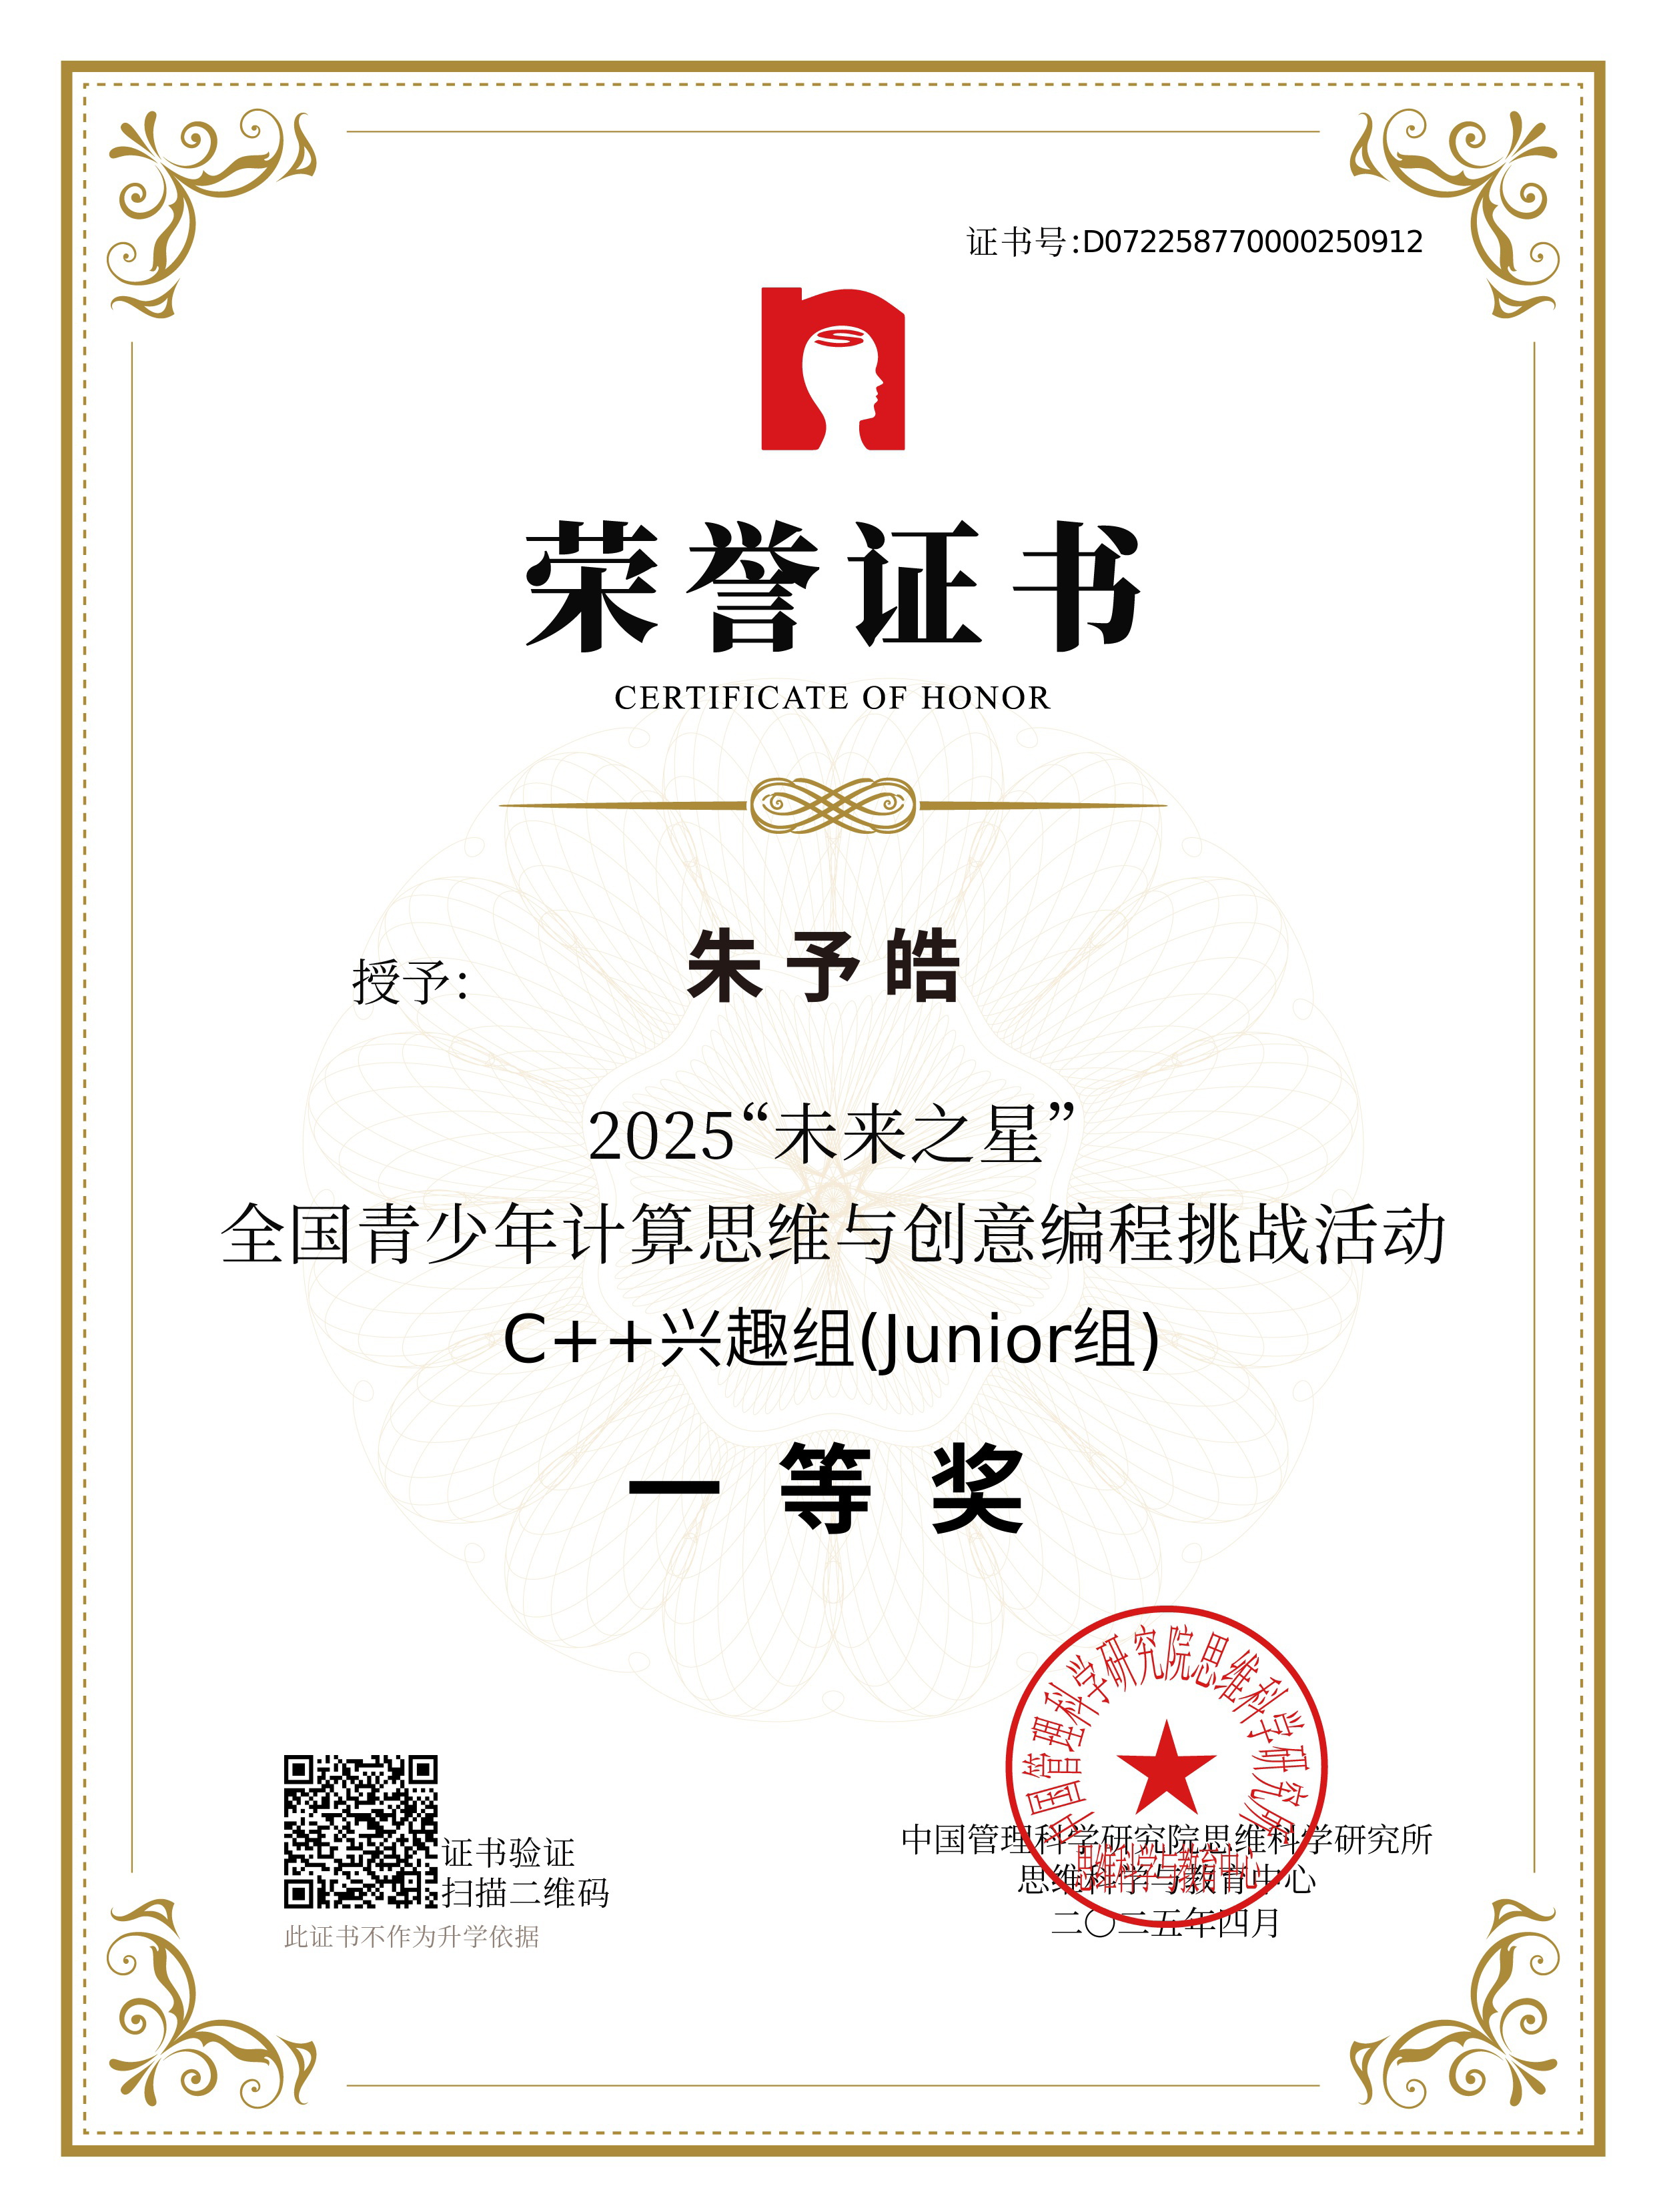 证书号:D072258770000250912
荣誉证书
CERTIFICATE OF HONOR
授予:
朱予皓
2025“未来之星”
全国青少年计算思维与创意编程挑战活动
C++兴趣组(Junior组)
一等奖
中国管理科学研究院思维科学研究所
思维科学与教育中心
证书验证
扫描二维码
此证书不作为升学依据
中国管理科学研究院思维科学研究所
思维科学与教育中心
二〇二五年四月